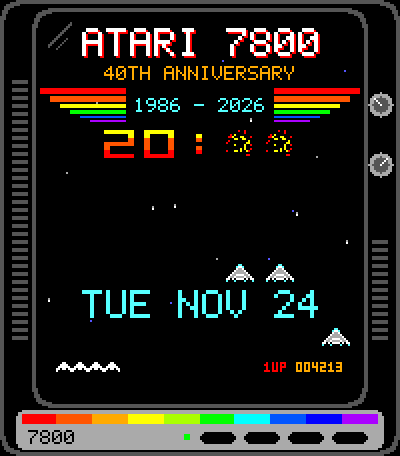 ATARI 7800
40TH ANNIVERSARY
1986 - 2026
20:
TUE NOV 24
1UP 004213
7800